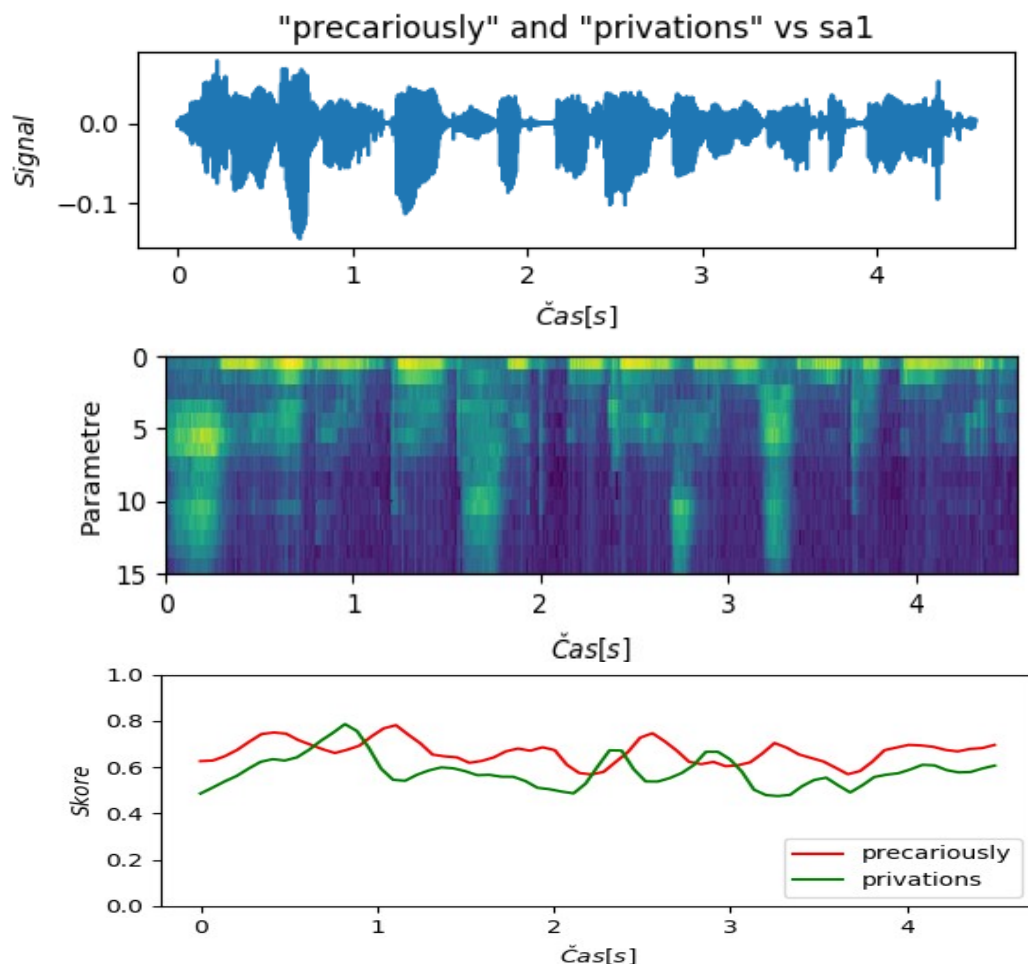 "precariously" and "privations" vs sa1
Signal
0.0
−0.1
0 1 2 3 4
Čas[s]
Parametre
0
5
10
15
0 1 2 3 4
Čas[s]
Skore
1.0
0.8
0.6
0.4
0.2
0.0
precariously
privations
0 1 2 3 4
Čas[s]